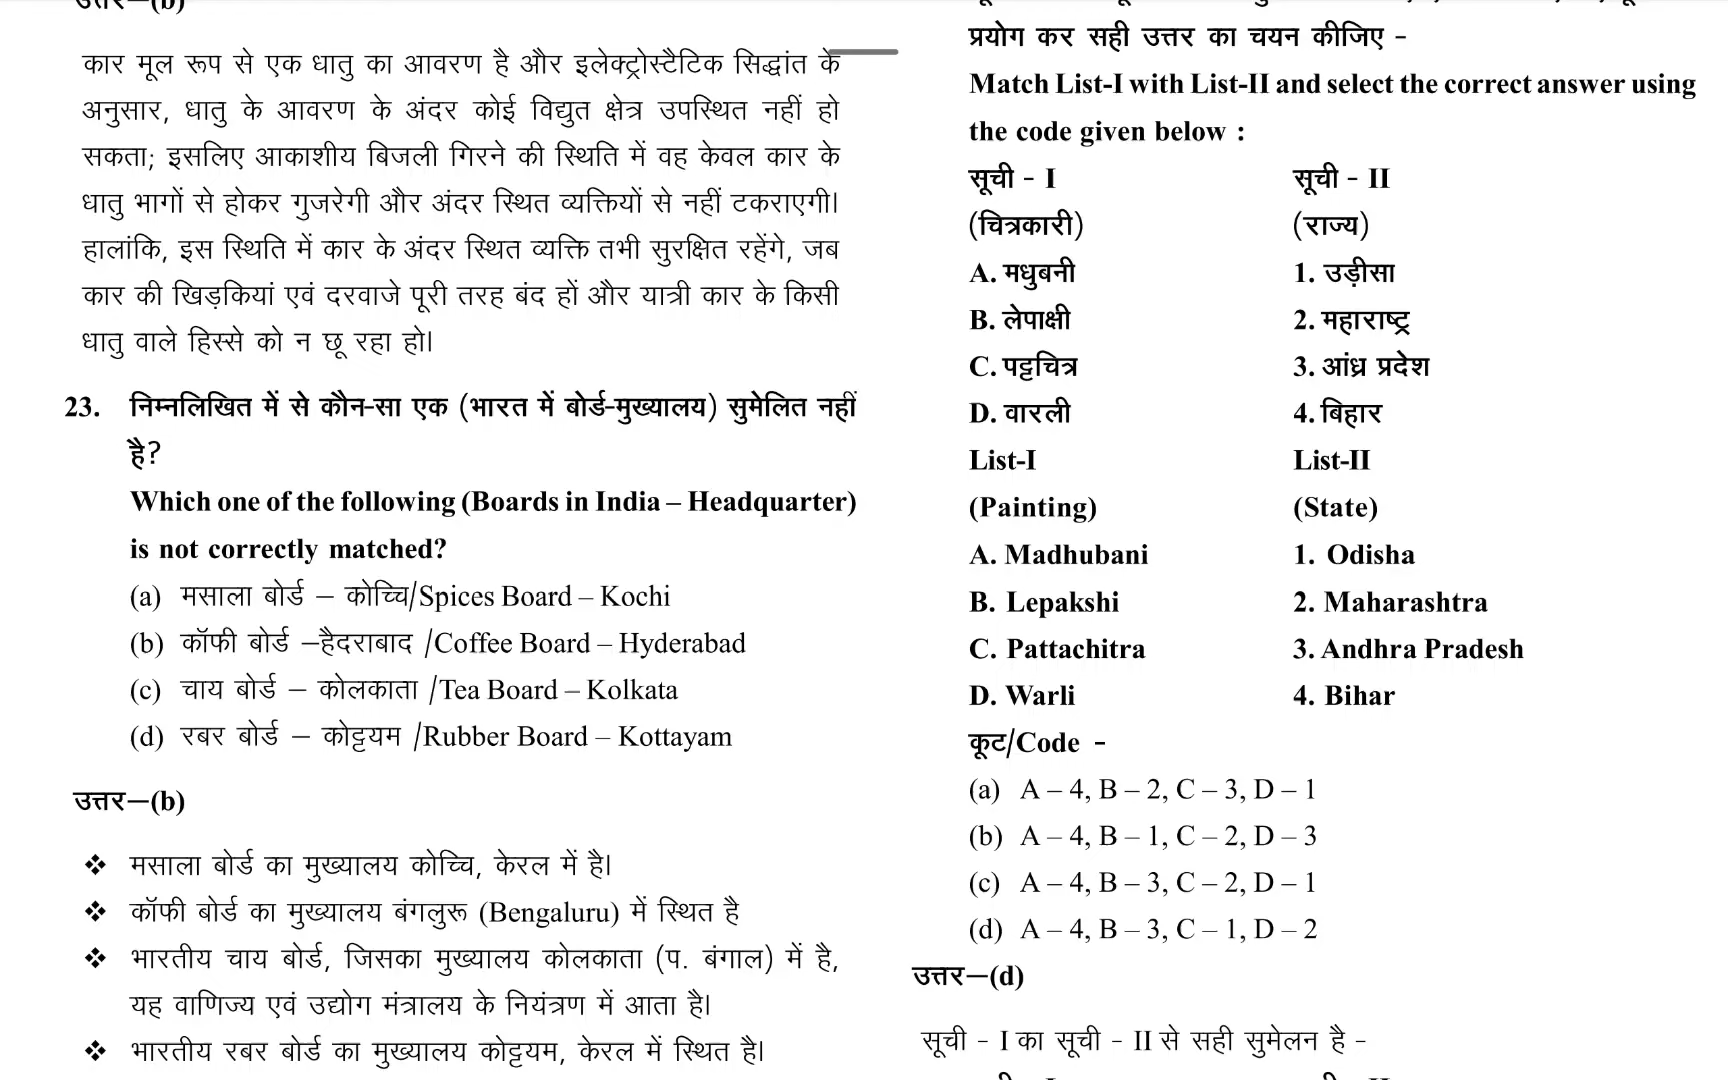 उत्तर–(b)
कार मूल रूप से एक धातु का आवरण है और इलेक्ट्रोस्टैटिक सिद्धांत के
अनुसार, धातु के आवरण के अंदर कोई विद्युत क्षेत्र उपस्थित नहीं हो
सकता; इसलिए आकाशीय बिजली गिरने की स्थिति में वह केवल कार के
धातु भागों से होकर गुजरेगी और अंदर स्थित व्यक्तियों से नहीं टकराएगी।
हालांकि, इस स्थिति में कार के अंदर स्थित व्यक्ति तभी सुरक्षित रहेंगे, जब
कार की खिड़कियां एवं दरवाजे पूरी तरह बंद हों और यात्री कार के किसी
धातु वाले हिस्से को न छू रहा हो।
23. निम्नलिखित में से कौन-सा एक (भारत में बोर्ड-मुख्यालय) सुमेलित नहीं
है?
Which one of the following (Boards in India – Headquarter)
is not correctly matched?
(a) मसाला बोर्ड – कोच्चि/Spices Board – Kochi
(b) कॉफी बोर्ड –हैदराबाद /Coffee Board – Hyderabad
(c) चाय बोर्ड – कोलकाता /Tea Board – Kolkata
(d) रबर बोर्ड – कोट्टयम /Rubber Board – Kottayam
उत्तर–(b)
❖ मसाला बोर्ड का मुख्यालय कोच्चि, केरल में है।
❖ कॉफी बोर्ड का मुख्यालय बंगलुरू (Bengaluru) में स्थित है
❖ भारतीय चाय बोर्ड, जिसका मुख्यालय कोलकाता (प. बंगाल) में है,
यह वाणिज्य एवं उद्योग मंत्रालय के नियंत्रण में आता है।
❖ भारतीय रबर बोर्ड का मुख्यालय कोट्टयम, केरल में स्थित है।
प्रयोग कर सही उत्तर का चयन कीजिए -
Match List-I with List-II and select the correct answer using
the code given below :
सूची - I सूची - II
(चित्रकारी) (राज्य)
A. मधुबनी 1. उड़ीसा
B. लेपाक्षी 2. महाराष्ट्र
C. पट्टचित्र 3. आंध्र प्रदेश
D. वारली 4. बिहार
List-I List-II
(Painting) (State)
A. Madhubani 1. Odisha
B. Lepakshi 2. Maharashtra
C. Pattachitra 3. Andhra Pradesh
D. Warli 4. Bihar
कूट/Code -
(a) A – 4, B – 2, C – 3, D – 1
(b) A – 4, B – 1, C – 2, D – 3
(c) A – 4, B – 3, C – 2, D – 1
(d) A – 4, B – 3, C – 1, D – 2
उत्तर–(d)
सूची - I का सूची - II से सही सुमेलन है -